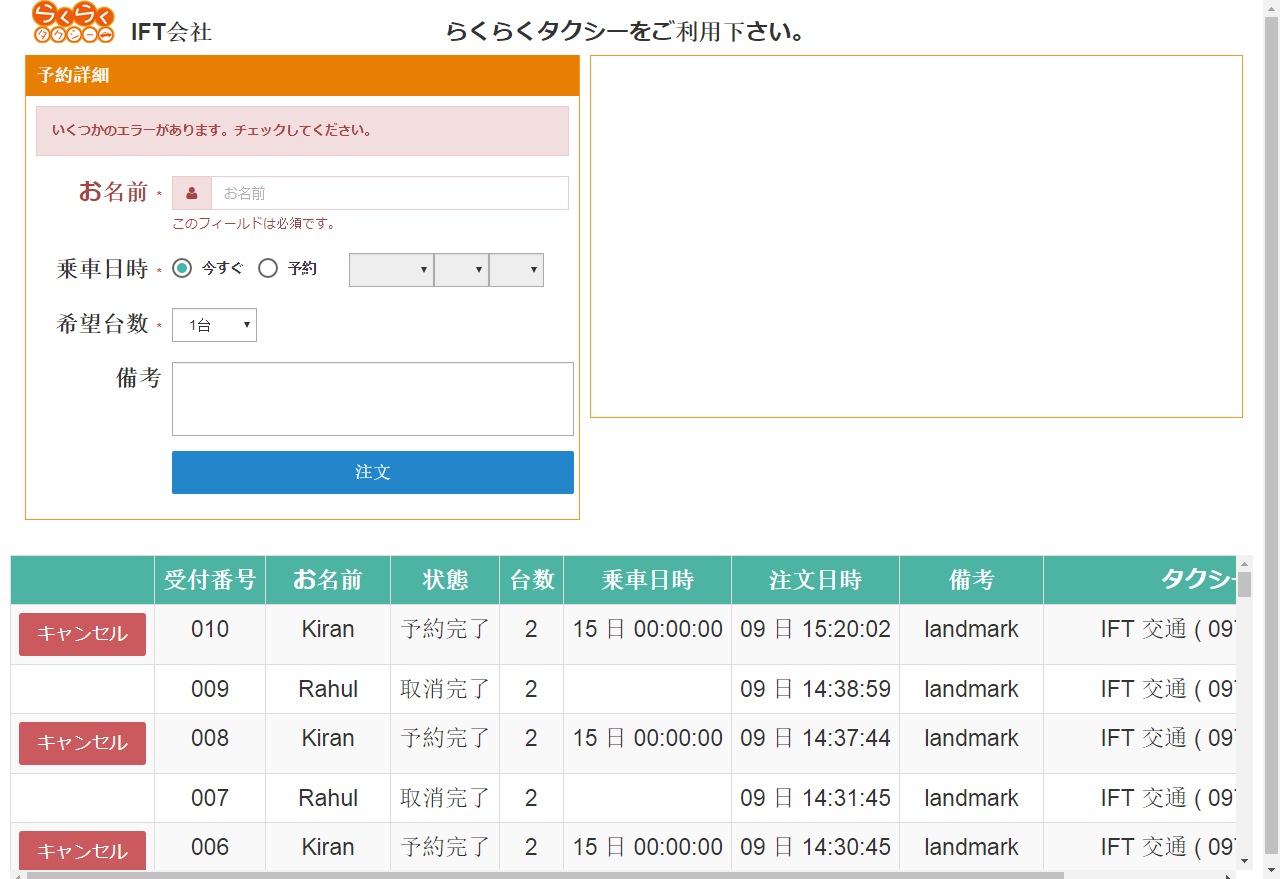 らくらく
タクシー
IFT会社
らくらくタクシーをご利用下さい。
予約詳細
いくつかのエラーがあります。チェックしてください。
お名前 *
お名前
このフィールドは必須です。
乗車日時 * 今すぐ 予約
希望台数 * 1台
備考
注文
受付番号 お名前 状態 台数 乗車日時 注文日時 備考 タクシー
キャンセル 010 Kiran 予約完了 2 15 日 00:00:00 09 日 15:20:02 landmark IFT 交通 ( 097
009 Rahul 取消完了 2 09 日 14:38:59 landmark IFT 交通 ( 097
キャンセル 008 Kiran 予約完了 2 15 日 00:00:00 09 日 14:37:44 landmark IFT 交通 ( 097
007 Rahul 取消完了 2 09 日 14:31:45 landmark IFT 交通 ( 097
キャンセル 006 Kiran 予約完了 2 15 日 00:00:00 09 日 14:30:45 landmark IFT 交通 ( 097